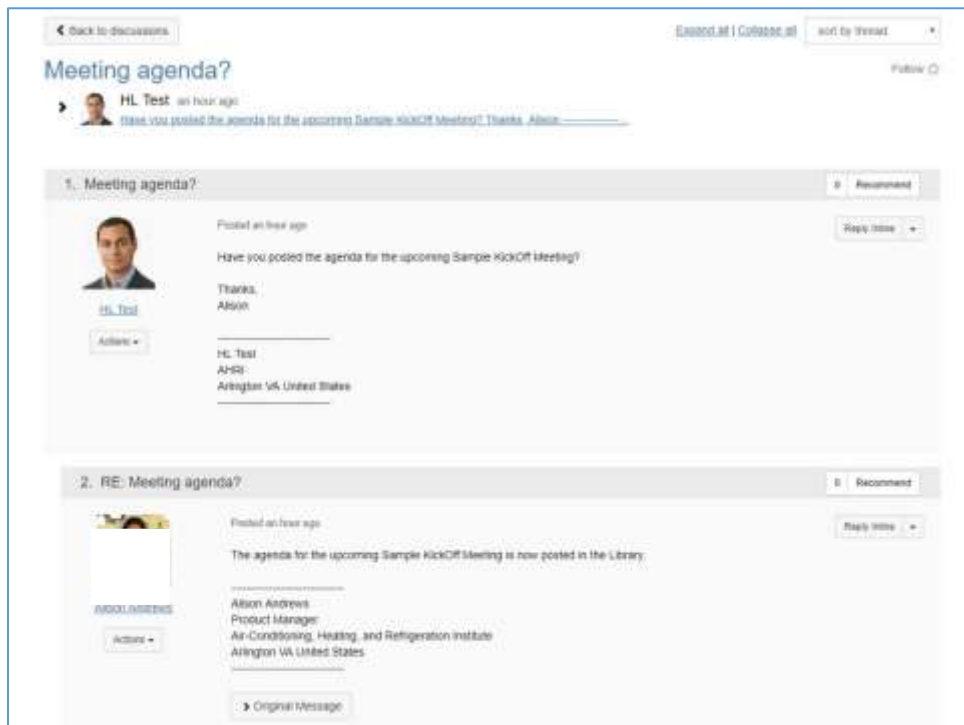 Back to discussions
Expand all | Collapse all
sort by thread
Meeting agenda?
Follow
HL Test an hour ago
Have you posted the agenda for the upcoming Sample KickOff Meeting? Thanks, Alison ------------------...
1. Meeting agenda?
0 Recommend
Posted an hour ago
Reply Inline
Have you posted the agenda for the upcoming Sample KickOff Meeting?
Thanks,
Alison
HL Test
Actions
------------------------------
HL Test
AHRI
Arlington VA United States
------------------------------
2. RE: Meeting agenda?
0 Recommend
Posted an hour ago
Reply Inline
The agenda for the upcoming Sample KickOff Meeting is now posted in the Library.
------------------------------
Alison Andrews
Alison Andrews
Product Manager
Air-Conditioning, Heating, and Refrigeration Institute
Actions
Arlington VA United States
------------------------------
Original Message